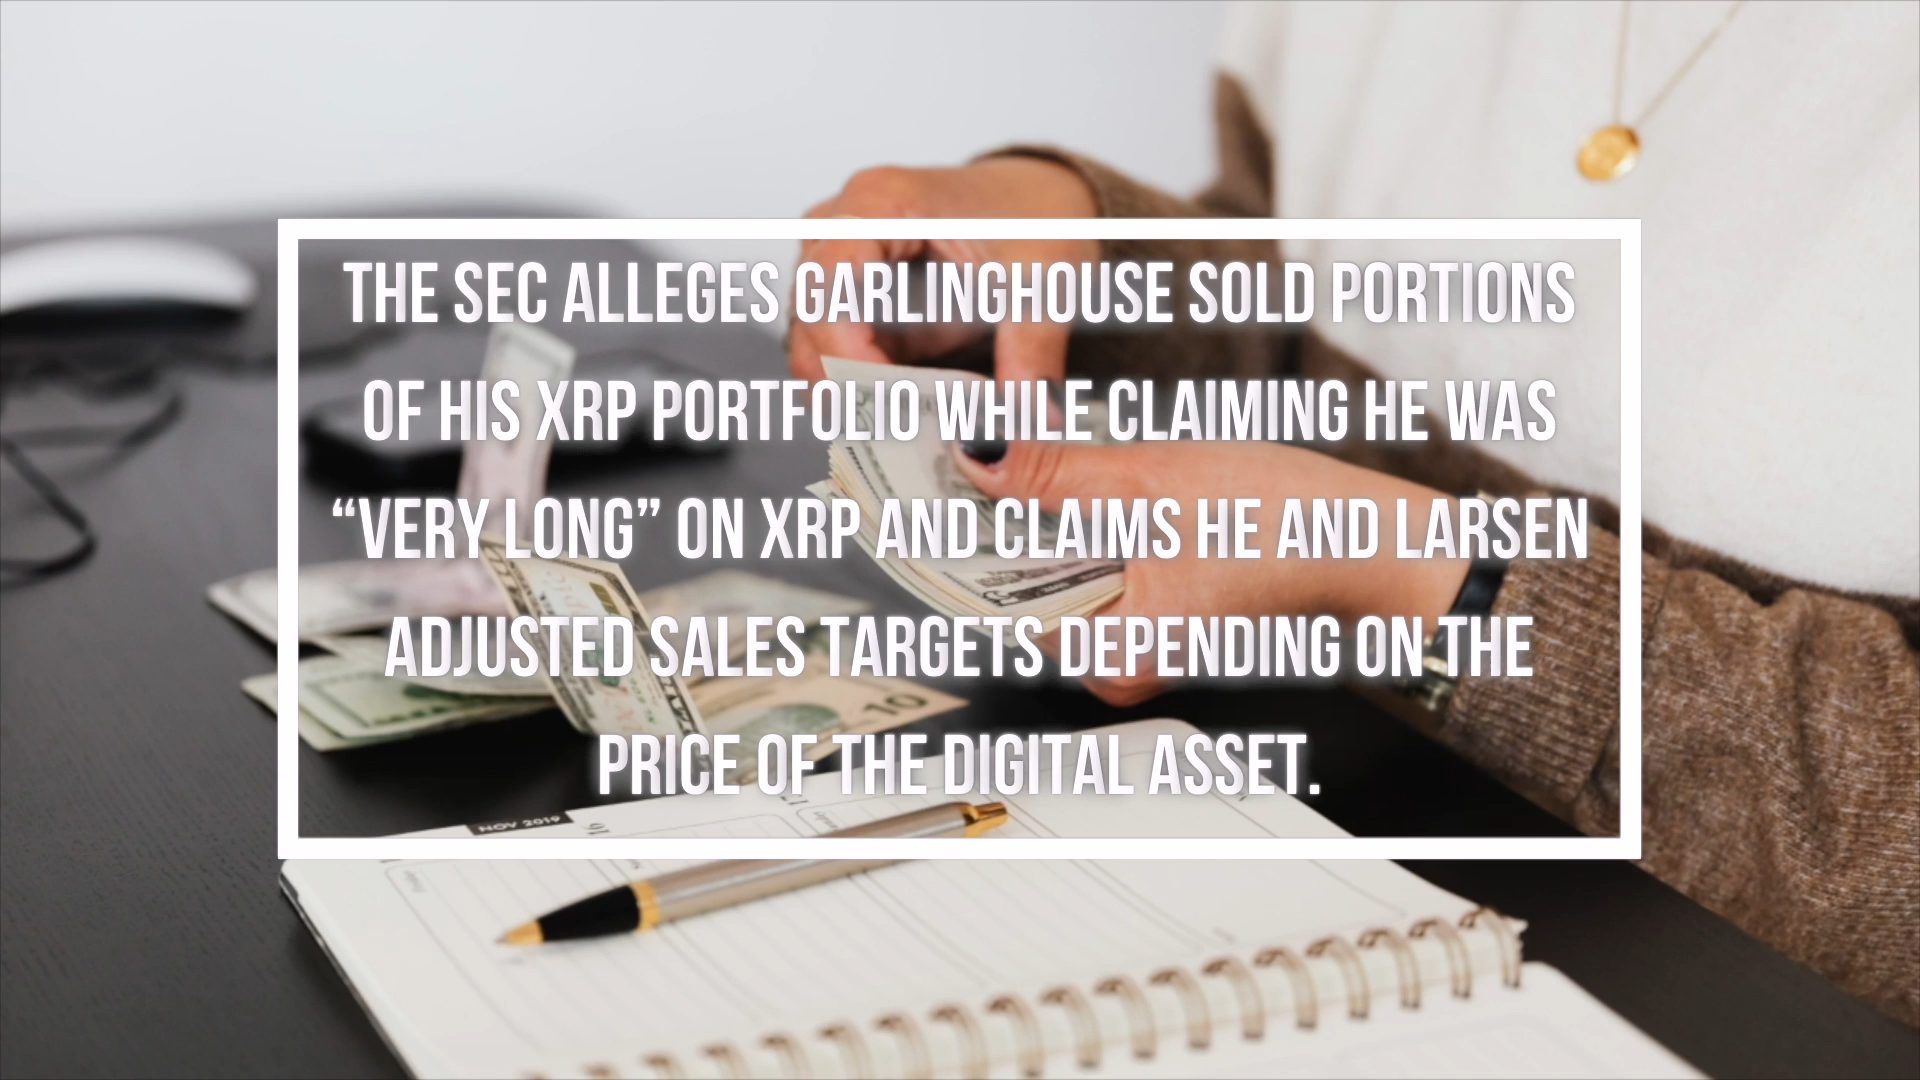 THE SEC ALLEGES GARLINGHOUSE SOLD PORTIONS
OF HIS XRP PORTFOLIO WHILE CLAIMING HE WAS
“VERY LONG” ON XRP AND CLAIMS HE AND LARSEN
ADJUSTED SALES TARGETS DEPENDING ON THE
PRICE OF THE DIGITAL ASSET.
10
NOV 2019